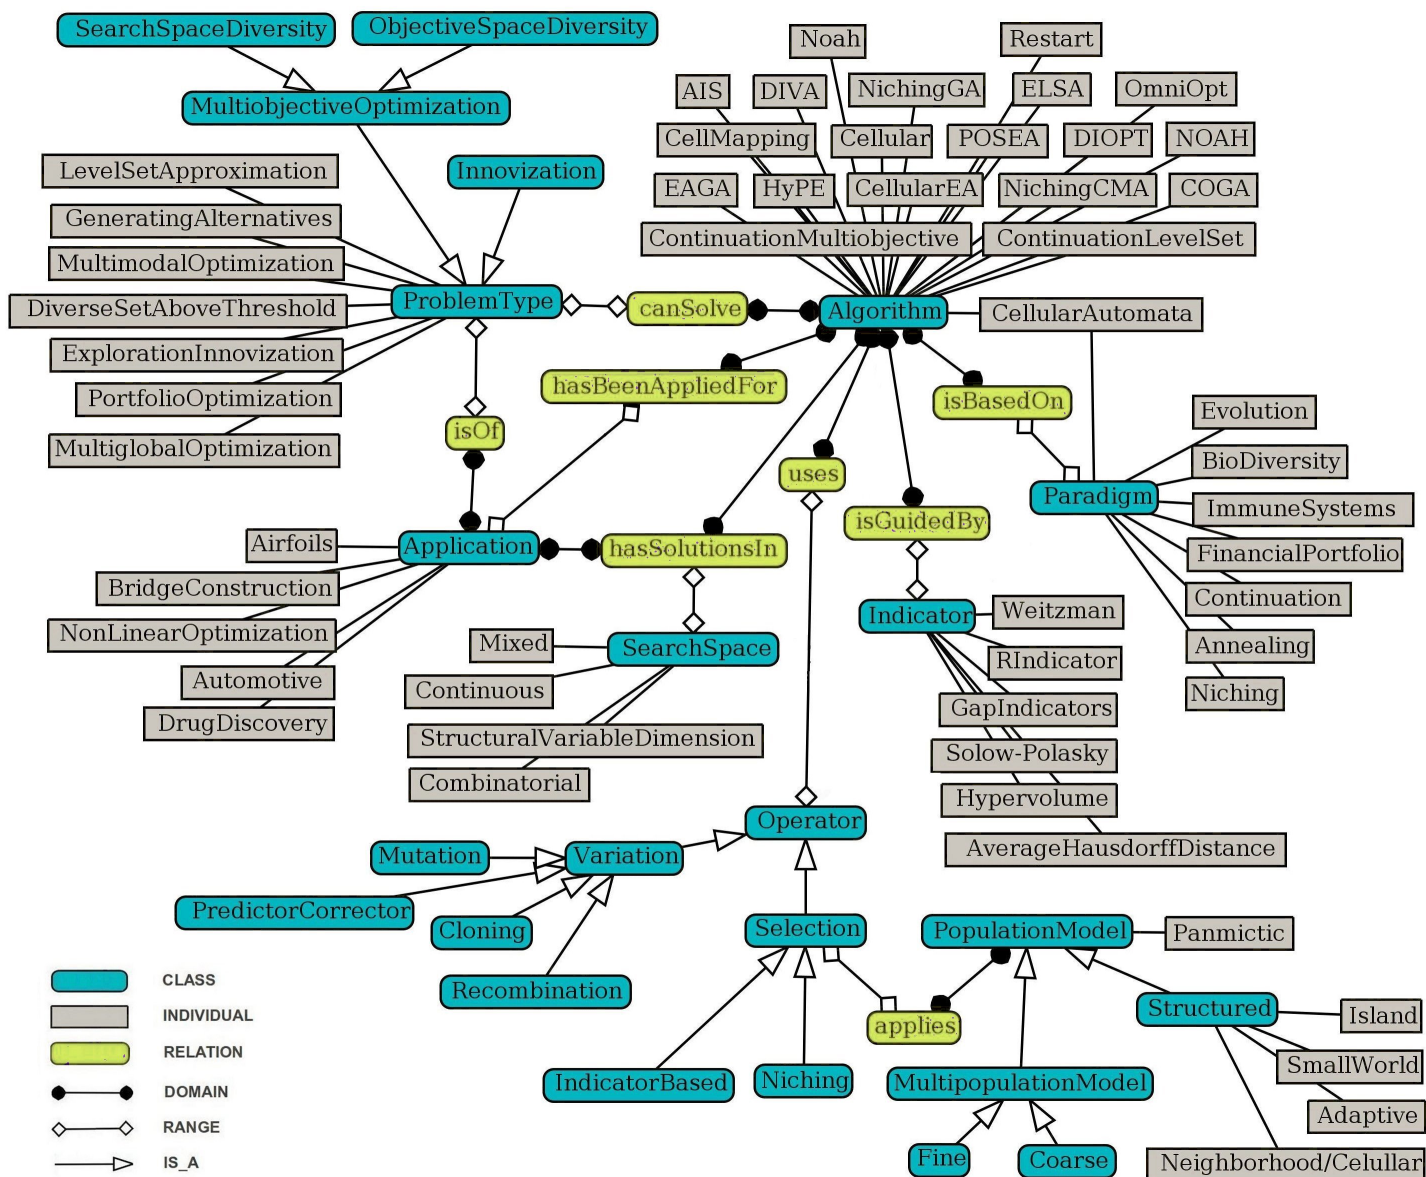 SearchSpaceDiversity
ObjectiveSpaceDiversity
MultiobjectiveOptimization
LevelSetApproximation
Innovization
GeneratingAlternatives
MultimodalOptimization
DiverseSetAboveThreshold
ExplorationInnovization
PortfolioOptimization
MultiglobalOptimization
ProblemType
canSolve
Algorithm
hasBeenAppliedFor
isOf
Noah
Restart
AIS
DIVA
NichingGA
ELSA
OmniOpt
CellMapping
Cellular
POSEA
DIOPT
NOAH
EAGA
HyPE
CellularEA
NichingCMA
COGA
ContinuationMultiobjective
ContinuationLevelSet
CellularAutomata
isBasedOn
uses
isGuidedBy
Paradigm
Evolution
BioDiversity
ImmuneSystems
FinancialPortfolio
Continuation
Annealing
Niching
Airfoils
Application
hasSolutionsIn
BridgeConstruction
NonLinearOptimization
Automotive
DrugDiscovery
Mixed
SearchSpace
Continuous
StructuralVariableDimension
Combinatorial
Indicator
Weitzman
RIndicator
GapIndicators
Solow-Polasky
Hypervolume
AverageHausdorffDistance
Operator
Mutation
Variation
PredictorCorrector
Cloning
Recombination
Selection
PopulationModel
Panmictic
applies
Structured
Island
SmallWorld
Adaptive
Neighborhood/Celullar
IndicatorBased
Niching
MultipopulationModel
Fine
Coarse
CLASS
INDIVIDUAL
RELATION
DOMAIN
RANGE
IS_A